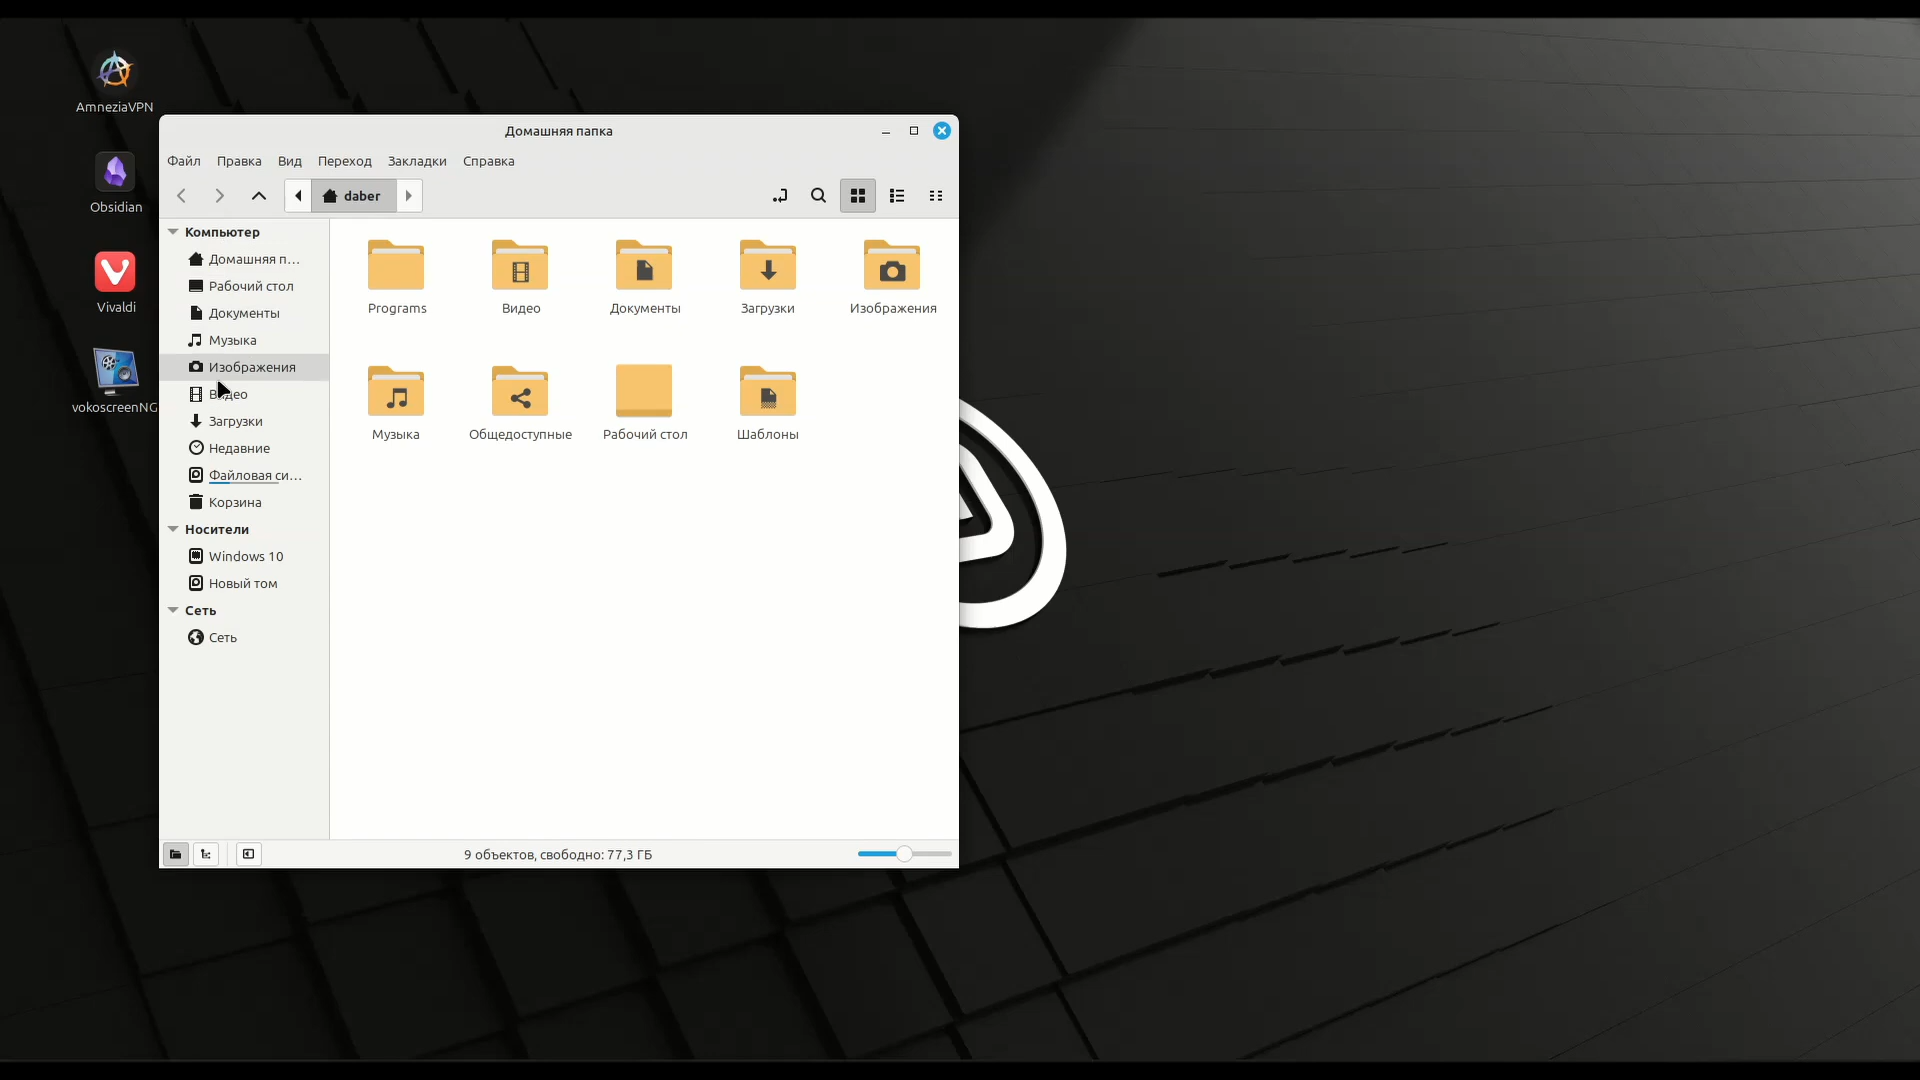 AmneziaVPN
Obsidian
Vivaldi
vokoscreenNG
Домашняя папка
Файл Правка Вид Переход Закладки Справка
daber
Компьютер
Домашняя п...
Рабочий стол
Документы
Музыка
Изображения
Видео
Загрузки
Недавние
Файловая си...
Корзина
Носители
Windows 10
Новый том
Сеть
Сеть
Programs Видео Документы Загрузки Изображения
Музыка Общедоступные Рабочий стол Шаблоны
9 объектов, свободно: 77,3 ГБ